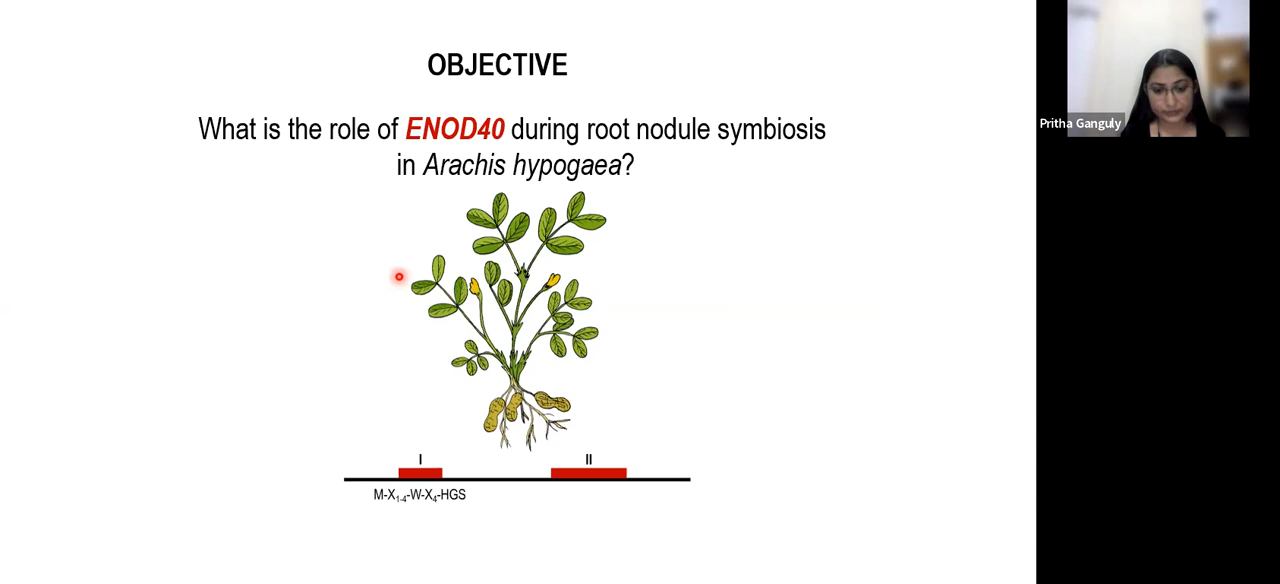 OBJECTIVE
What is the role of ENOD40 during root nodule symbiosis
in Arachis hypogaea?
I
II
M-X1-4-W-X4-HGS
Pritha Ganguly